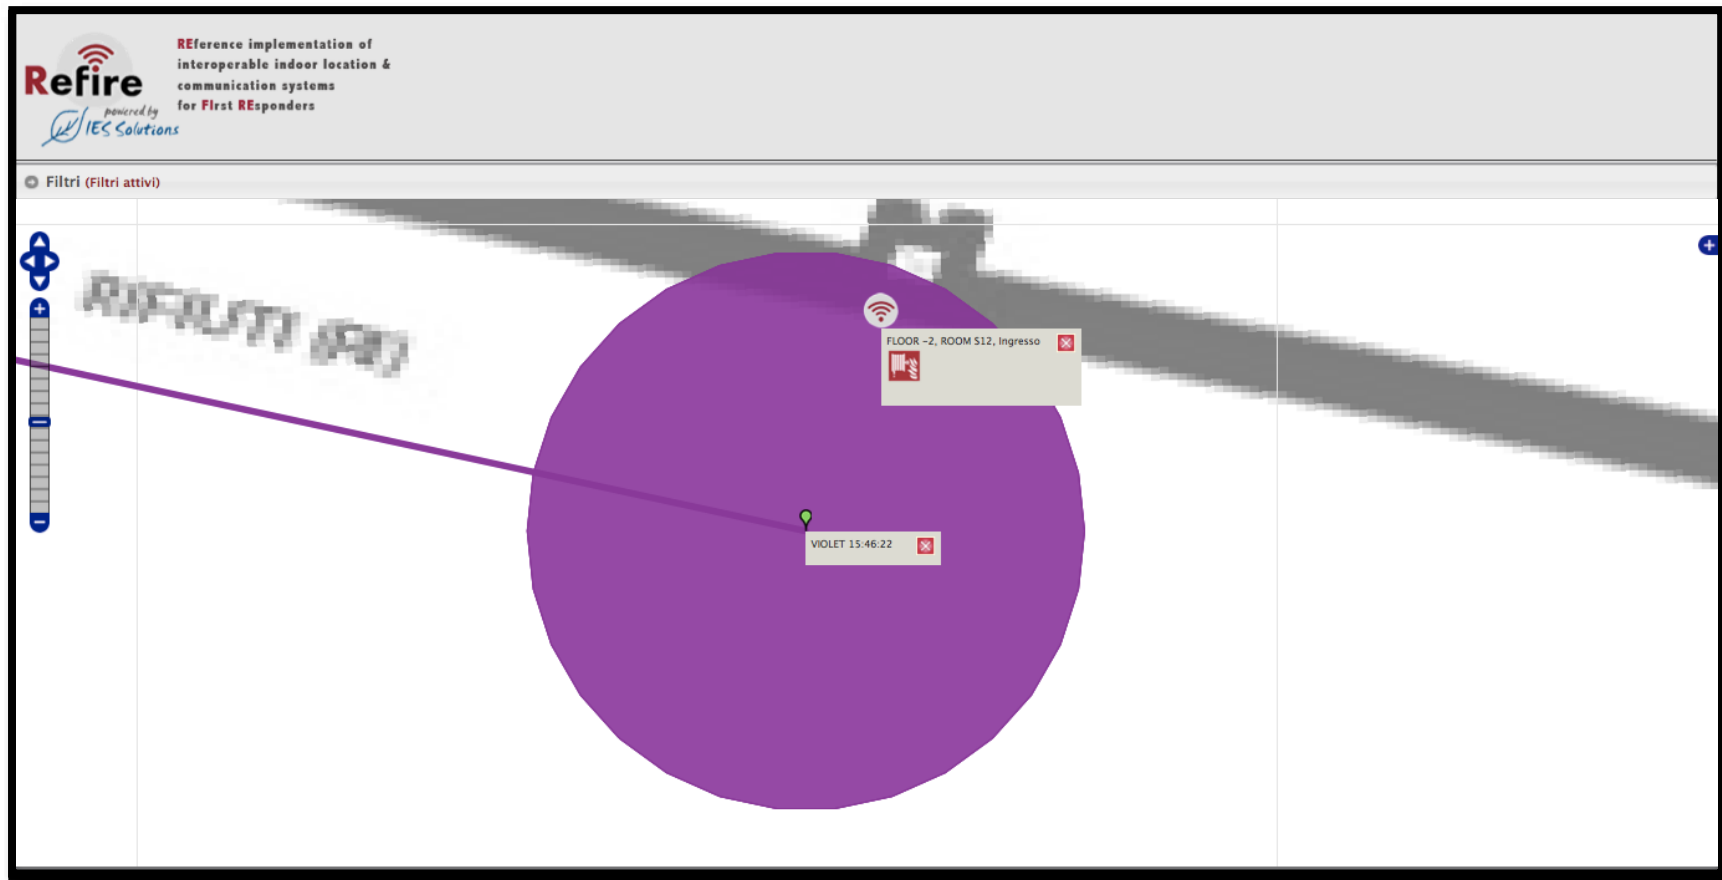 Refire
powered by
IES Solutions
REference implementation of
interoperable indoor location &
communication systems
for FIrst REsponders
Filtri (Filtri attivi)
FLOOR -2, ROOM S12, Ingresso
VIOLET 15:46:22